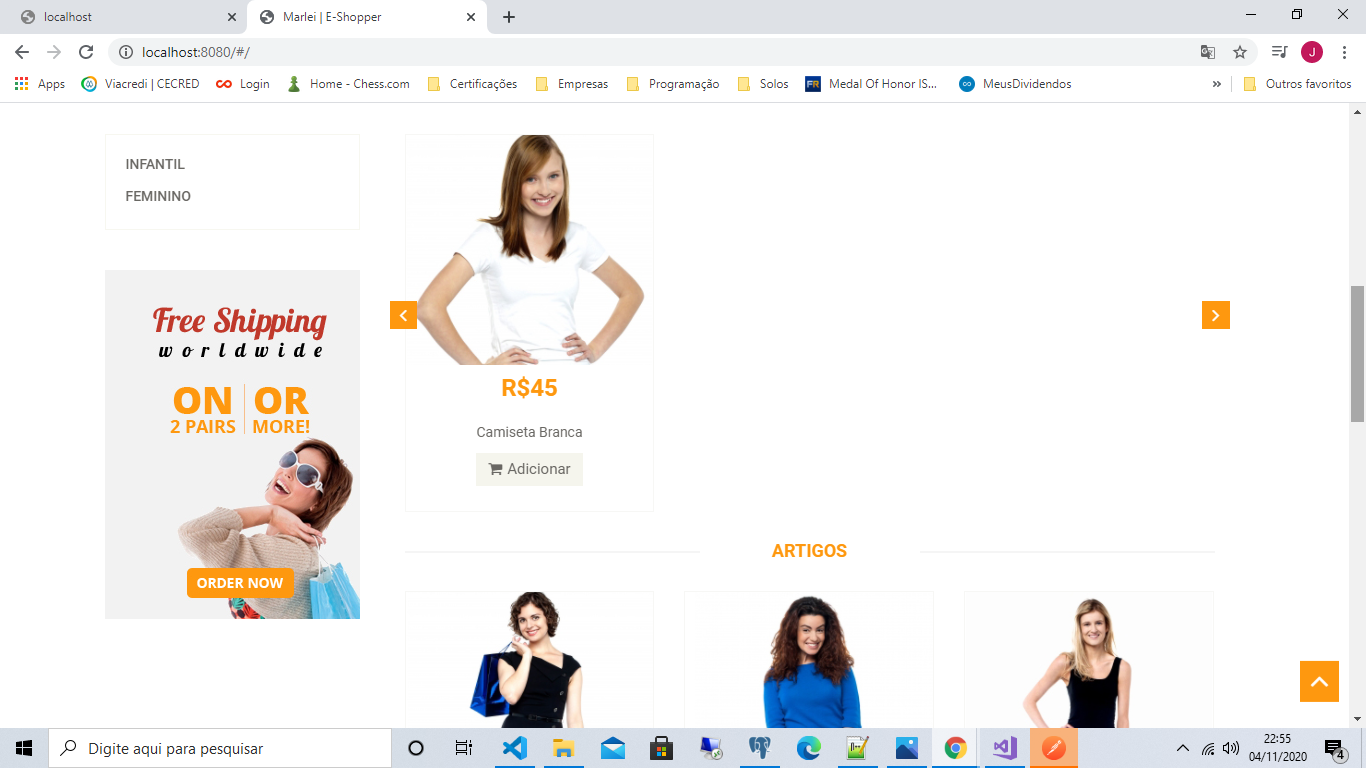 localhost
Marlei | E-Shopper
localhost:8080/#/
J
Apps
Viacredi | CECRED
Login
Home - Chess.com
Certificações
Empresas
Programação
Solos
FR
Medal Of Honor IS...
MeusDividendos
»
Outros favoritos
INFANTIL
FEMININO
Free Shipping
worldwide
ON OR
2 PAIRS MORE!
ORDER NOW
R$45
Camiseta Branca
Adicionar
ARTIGOS
Digite aqui para pesquisar
22:55
04/11/2020
4